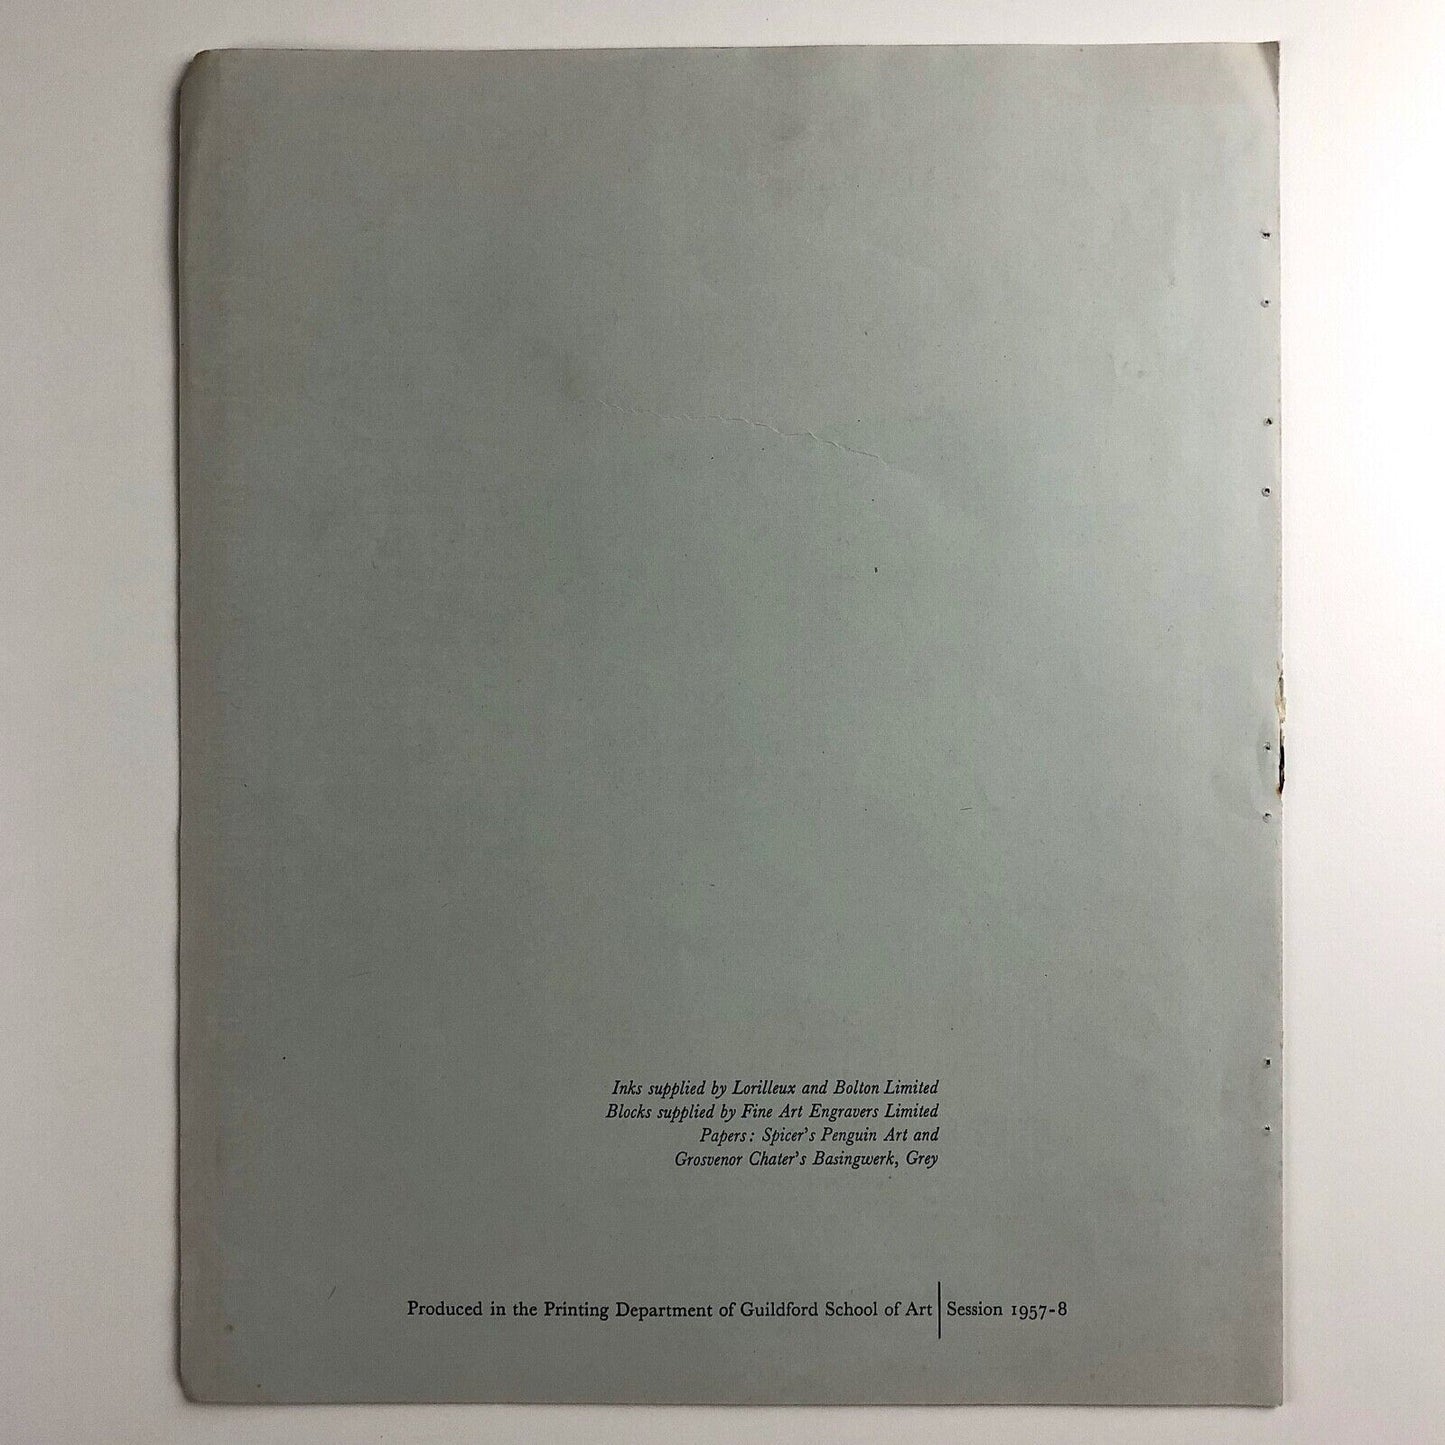 Inks supplied by Lorilleux and Bolton Limited
Blocks supplied by Fine Art Engravers Limited
Papers: Spicer's Penguin Art and
Grosvenor Chater's Basingwerk, Grey
Produced in the Printing Department of Guildford School of Art | Session 1957-8